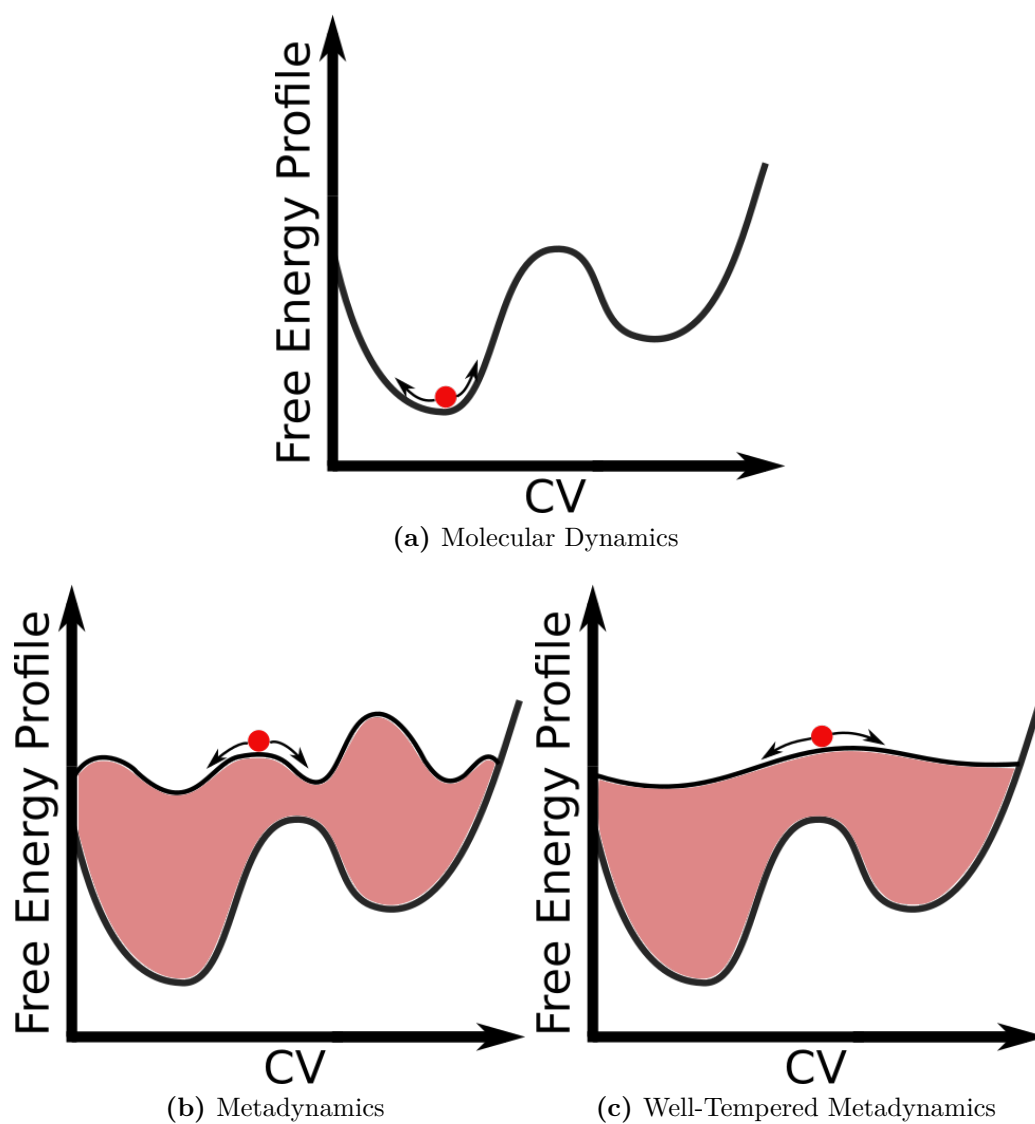 Free Energy Profile
CV
(a) Molecular Dynamics
Free Energy Profile
CV
(b) Metadynamics
Free Energy Profile
CV
(c) Well-Tempered Metadynamics